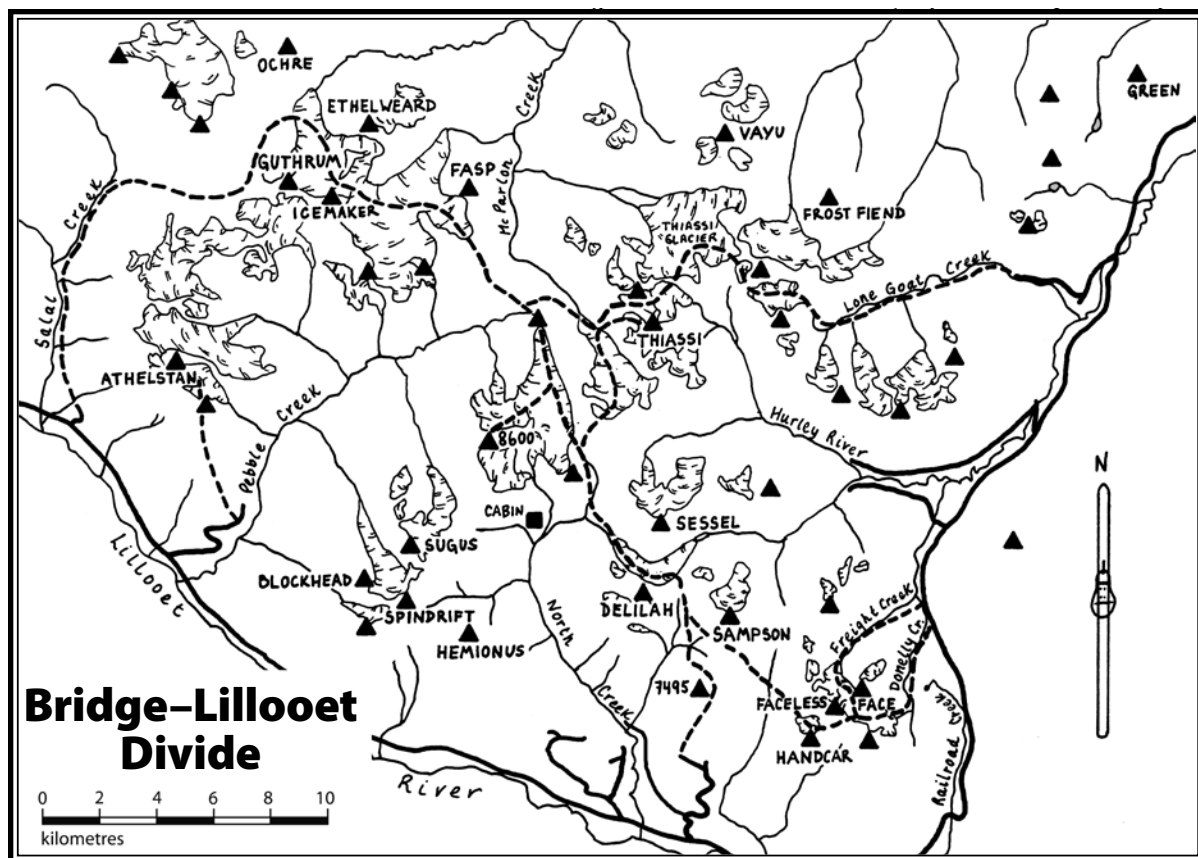 OCHRE
GREEN
ETHELWEARD
Creek
VAYU
GUTHRUM
FASP
McParlon
Creek
ICEMAKER
FROST FIEND
THIASSI
GLACIER
Lone Goat Creek
Salal
THIASSI
ATHELSTAN
Creek
Hurley River
8600
Pebble
CABIN
SESSEL
SUGUS
Lillooet
BLOCKHEAD
SPINDRIFT
DELILAH
Freight Creek
North
SAMPSON
HEMIONUS
Donelly Cr.
7495
Creek
FACELESS
FACE
HANDCAR
Railroad Creek
River
N
Bridge–Lillooet
Divide
0 2 4 6 8 10
kilometres